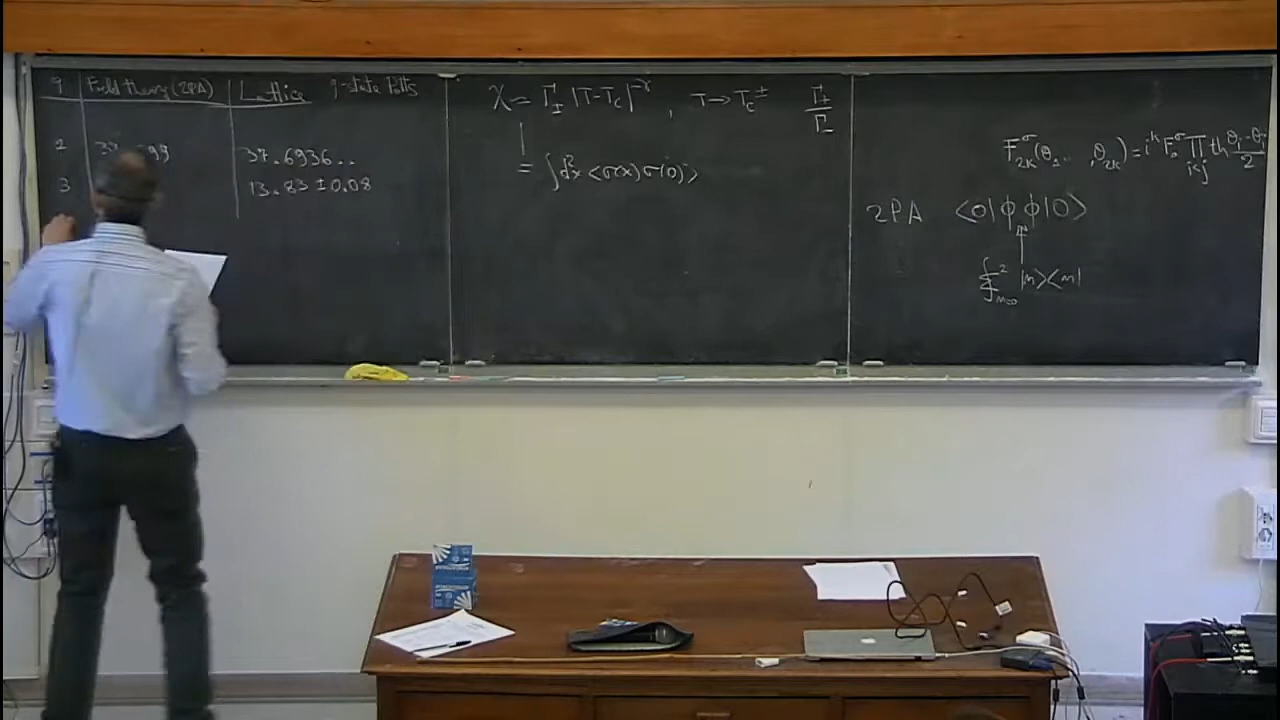 q Field theory (2PA) Lattice q-state Potts
2 37.6936..
3 13.83 ± 0.08
χ = Γ± |T-Tc|^-γ , T → Tc^± Γ+/Γ-
= ∫d²x <σ(x)σ(0)>
F^σ_2k(θ1.. ,θ2k) = i^k F^σ_0 ∏_{i<j} th (θi-θj)/2
2PA <0|φ φ|0>
|n><n|